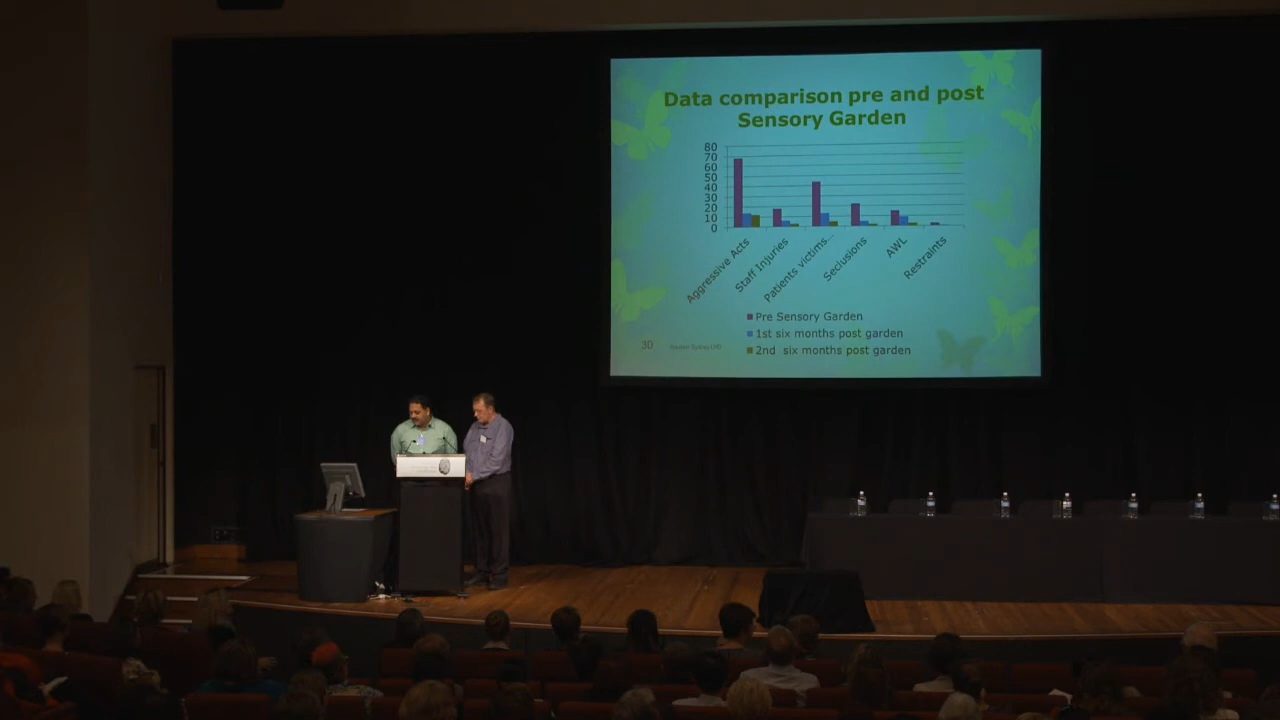 Data comparison pre and post
Sensory Garden
80
70
60
50
40
30
20
10
0
Aggressive Acts
Staff Injuries
Patients victims...
Seclusions
AWL
Restraints
Pre Sensory Garden
1st six months post garden
2nd six months post garden
30